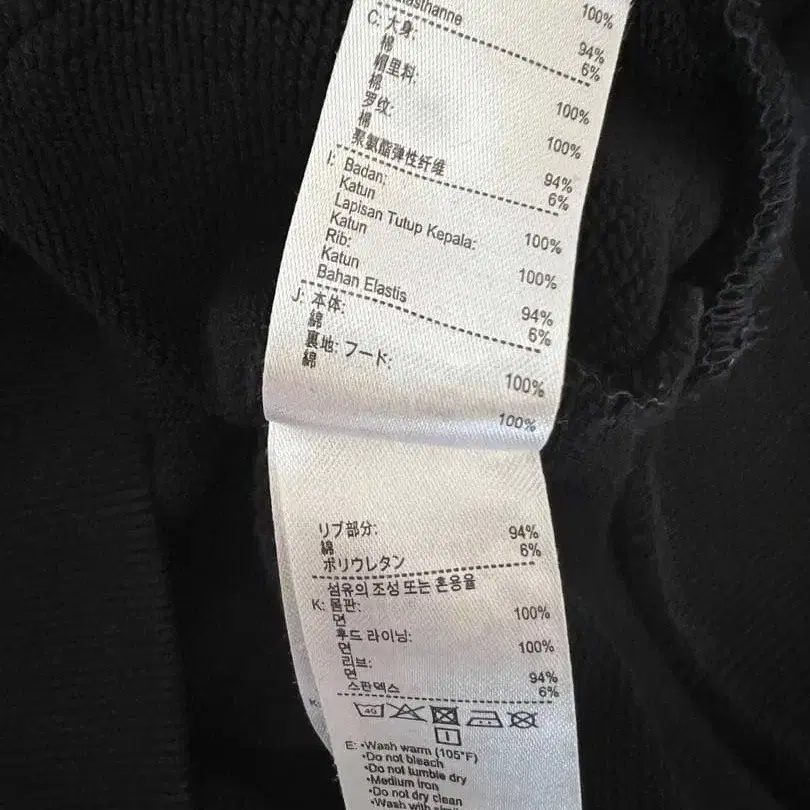 100%
C: 大身:
棉 94%
6%
帽里料:
棉 100%
罗纹:
棉 100%
聚氨酯弹性纤维 94%
6%
I: Badan:
Katun 100%
Lapisan Tutup Kepala:
Katun 100%
Rib:
Katun 94%
Bahan Elastis 6%
J: 本体:
綿 100%
裏地: フード:
綿 100%
リブ部分:
綿 94%
ポリウレタン 6%
섬유의 조성 또는 혼용율
K: 몸판:
면 100%
후드 라이닝:
면 100%
리브:
면 94%
스판덱스 6%
40
E: •Wash warm (105°F)
•Do not bleach
•Do not tumble dry
•Medium iron
•Do not dry clean
•Wash with